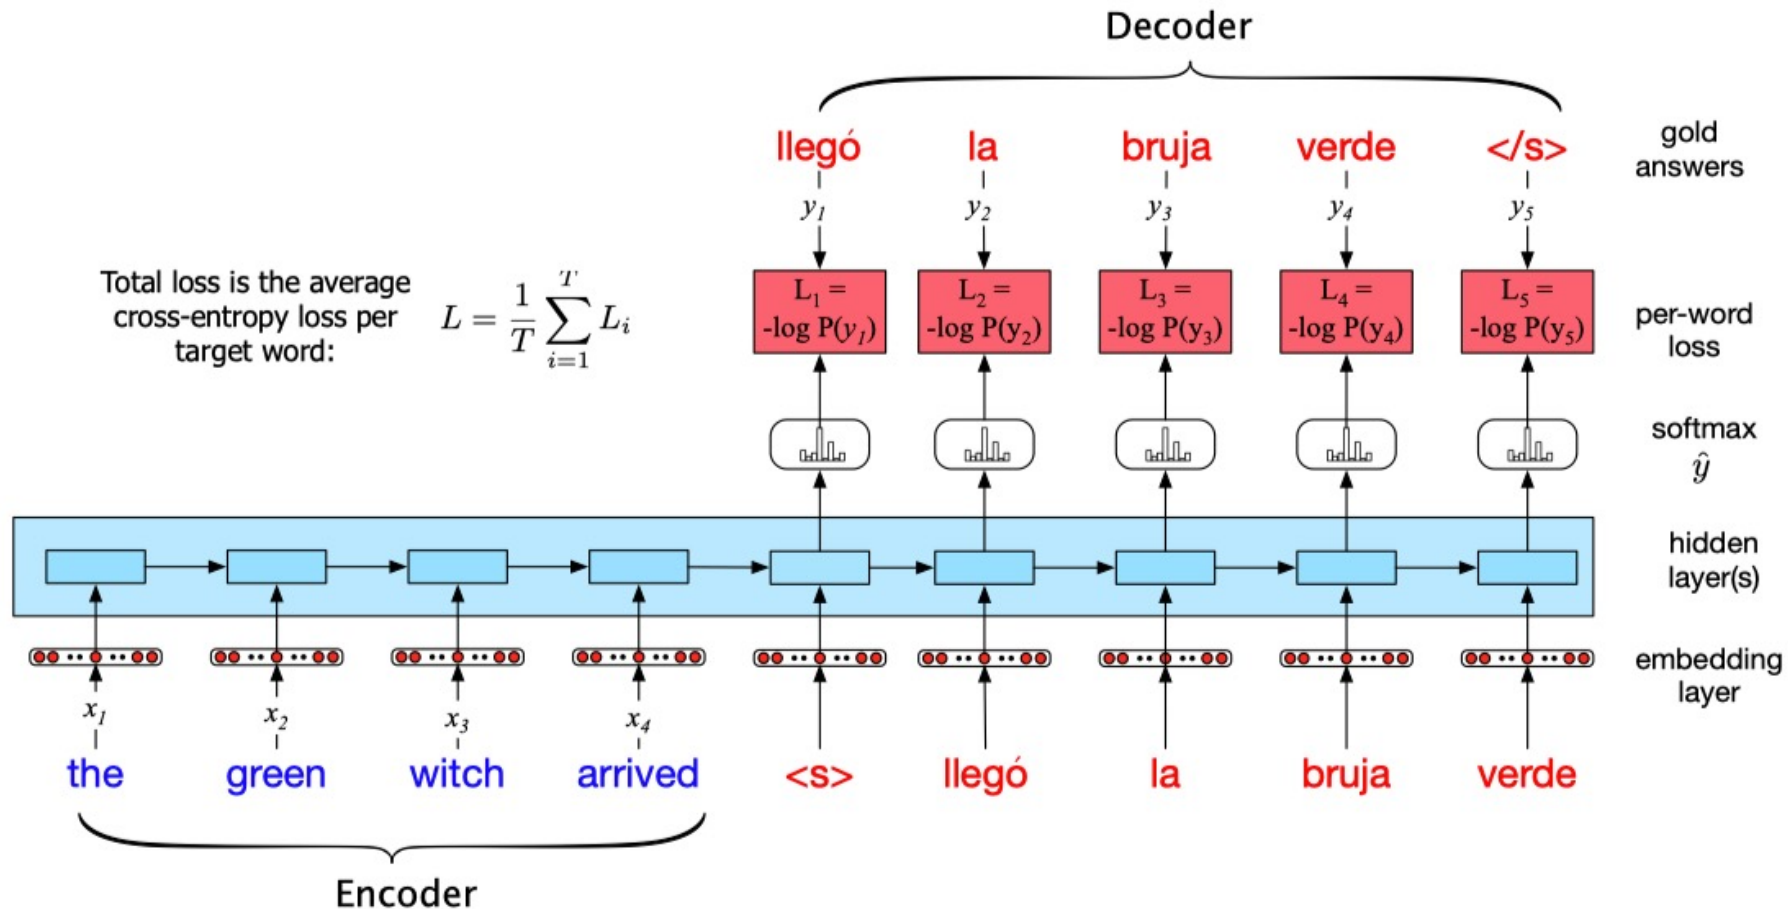 Decoder
llegó la bruja verde </s>
gold
answers
y1 y2 y3 y4 y5
Total loss is the average
cross-entropy loss per
target word:
L = 1/T ∑_{i=1}^{T} L_i
L1 =
-log P(y1)
L2 =
-log P(y2)
L3 =
-log P(y3)
L4 =
-log P(y4)
L5 =
-log P(y5)
per-word
loss
softmax
ŷ
hidden
layer(s)
embedding
layer
x1 x2 x3 x4
the green witch arrived <s> llegó la bruja verde
Encoder